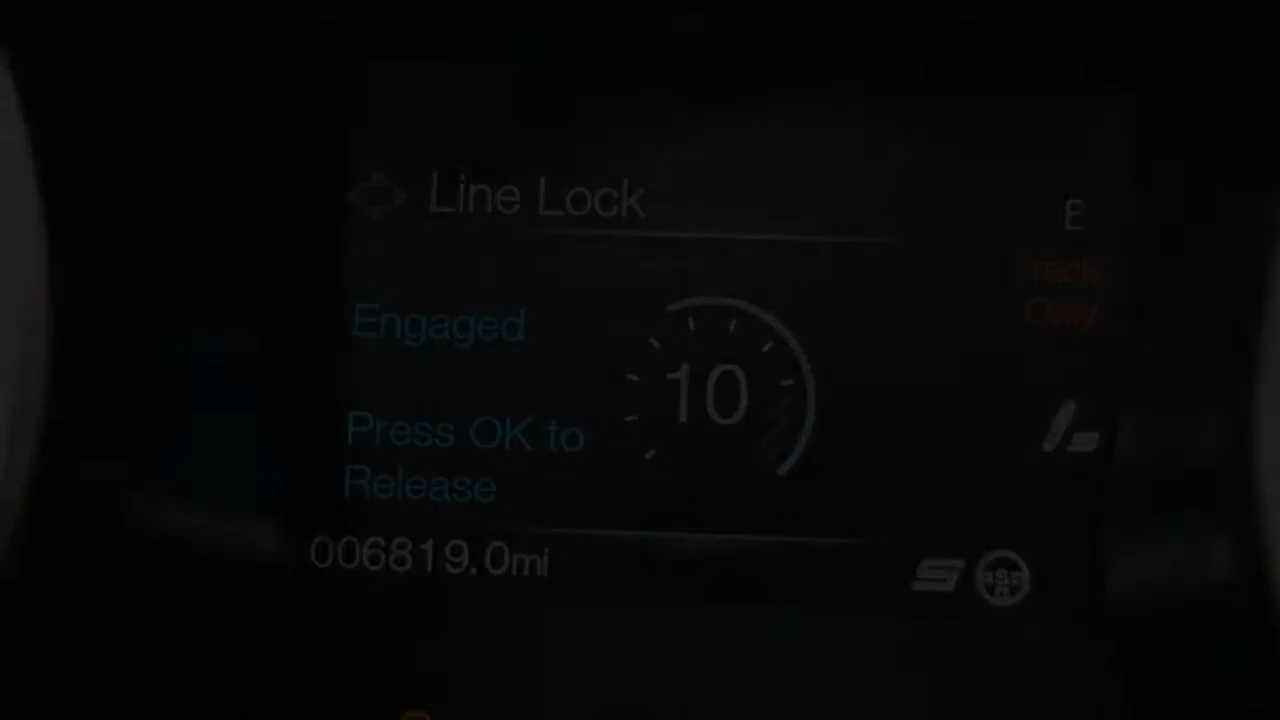 Line Lock
E
Track
Only
Engaged
10
Press OK to
Release
006819.0mi
S
S